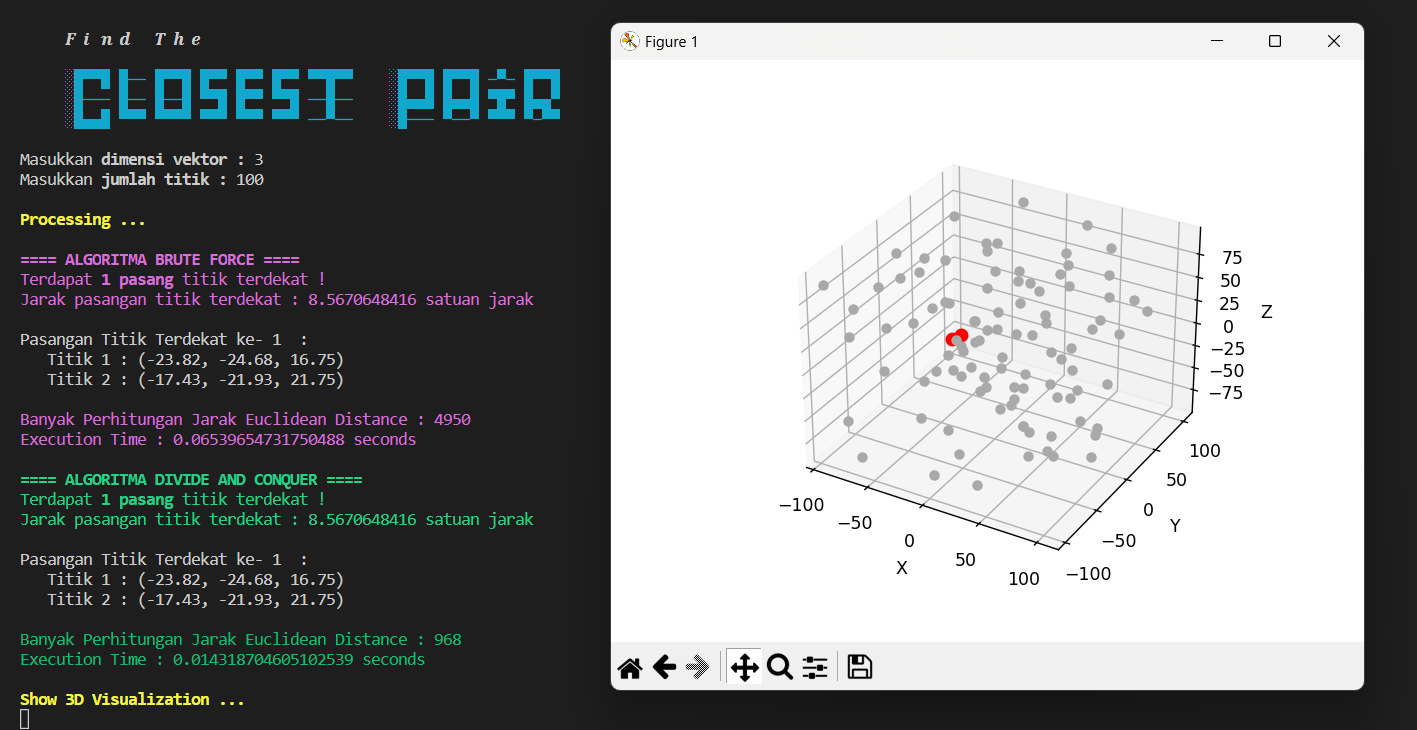 Find The
CLOSEST PAiR
Masukkan dimensi vektor : 3
Masukkan jumlah titik : 100
Processing ...
==== ALGORITMA BRUTE FORCE ====
Terdapat 1 pasang titik terdekat !
Jarak pasangan titik terdekat : 8.5670648416 satuan jarak
Pasangan Titik Terdekat ke- 1  :
Titik 1 : (-23.82, -24.68, 16.75)
Titik 2 : (-17.43, -21.93, 21.75)
Banyak Perhitungan Jarak Euclidean Distance : 4950
Execution Time : 0.06539654731750488 seconds
==== ALGORITMA DIVIDE AND CONQUER ====
Terdapat 1 pasang titik terdekat !
Jarak pasangan titik terdekat : 8.5670648416 satuan jarak
Pasangan Titik Terdekat ke- 1  :
Titik 1 : (-23.82, -24.68, 16.75)
Titik 2 : (-17.43, -21.93, 21.75)
Banyak Perhitungan Jarak Euclidean Distance : 968
Execution Time : 0.014318704605102539 seconds
Show 3D Visualization ...
Figure 1
75
50
25
0
−25
−50
−75
Z
−100
−50
0
50
100
X
100
50
0
−50
−100
Y